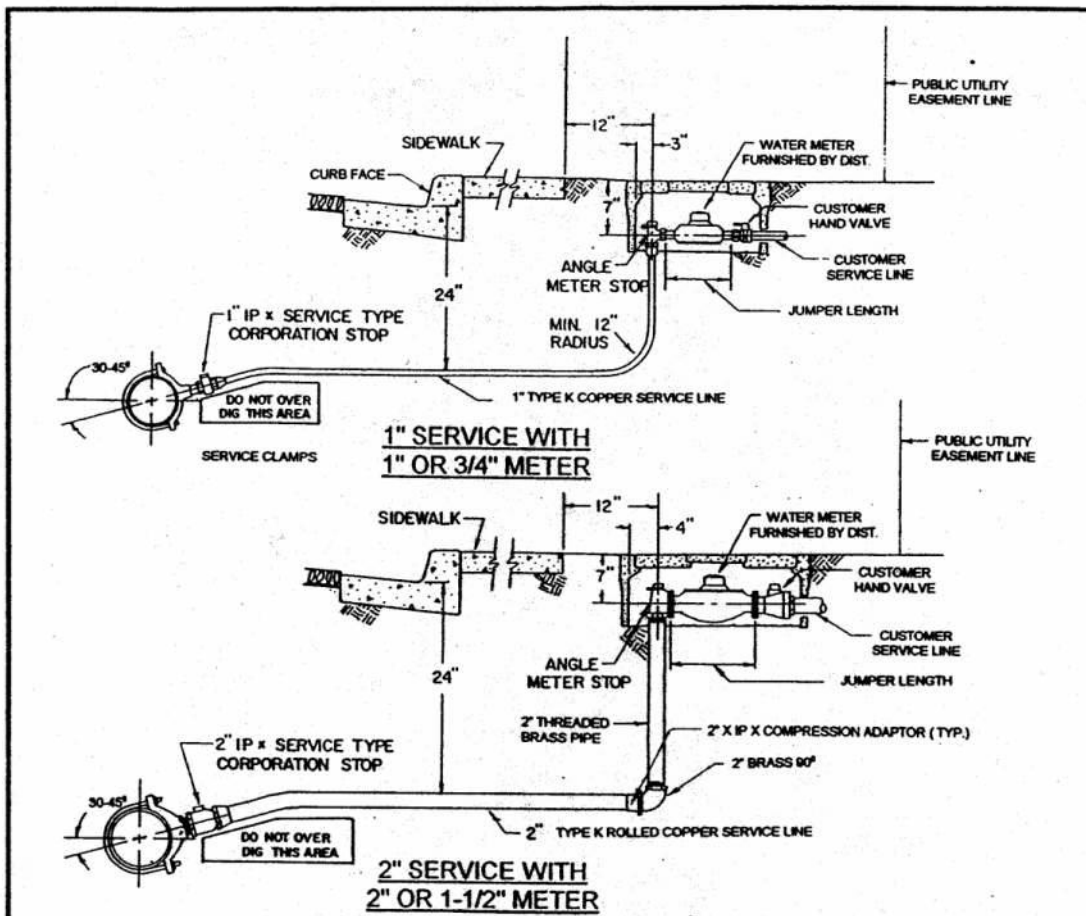 PUBLIC UTILITY
EASEMENT LINE
12"
3"
WATER METER
FURNISHED BY DIST.
SIDEWALK
CURB FACE
7"
CUSTOMER
HAND VALVE
ANGLE
METER STOP
CUSTOMER
SERVICE LINE
24"
JUMPER LENGTH
1" IP x SERVICE TYPE
CORPORATION STOP
MIN. 12"
RADIUS
30-45°
DO NOT OVER
DIG THIS AREA
1" TYPE K COPPER SERVICE LINE
SERVICE CLAMPS
1" SERVICE WITH
1" OR 3/4" METER
PUBLIC UTILITY
EASEMENT LINE
12"
4"
SIDEWALK
WATER METER
FURNISHED BY DIST.
7"
CUSTOMER
HAND VALVE
CUSTOMER
SERVICE LINE
24"
ANGLE
METER STOP
JUMPER LENGTH
2" THREADED
BRASS PIPE
2" X IP X COMPRESSION ADAPTOR (TYP.)
2" IP x SERVICE TYPE
CORPORATION STOP
2" BRASS 90°
30-45°
DO NOT OVER
DIG THIS AREA
2" TYPE K ROLLED COPPER SERVICE LINE
2" SERVICE WITH
2" OR 1-1/2" METER